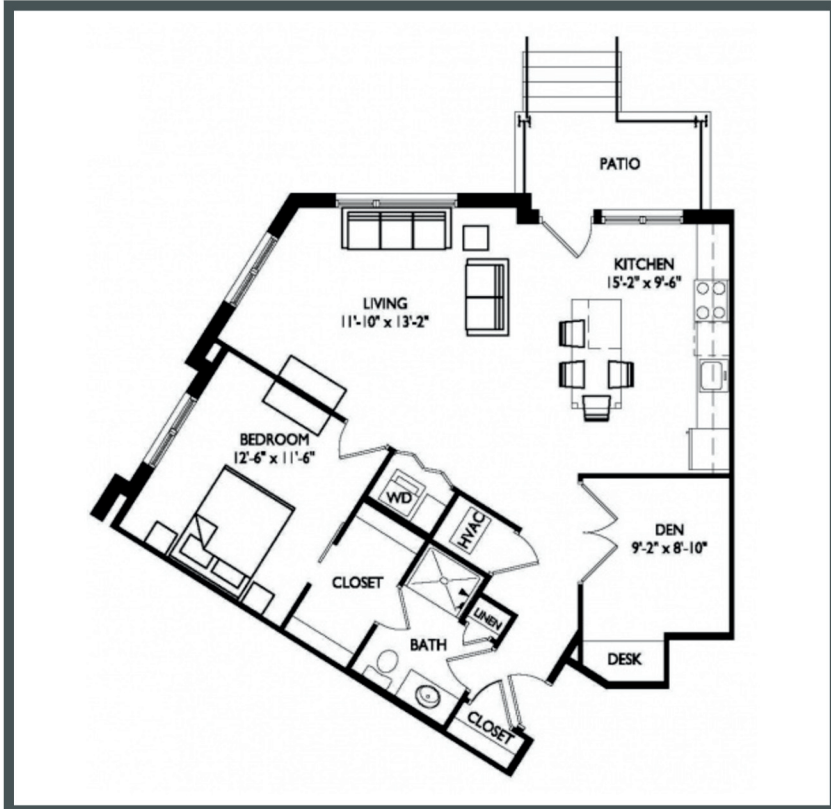 PATIO
KITCHEN
15'-2" x 9'-6"
LIVING
11'-10" x 13'-2"
BEDROOM
12'-6" x 11'-6"
WD
HVAC
DEN
9'-2" x 8'-10"
CLOSET
LINEN
BATH
DESK
CLOSET